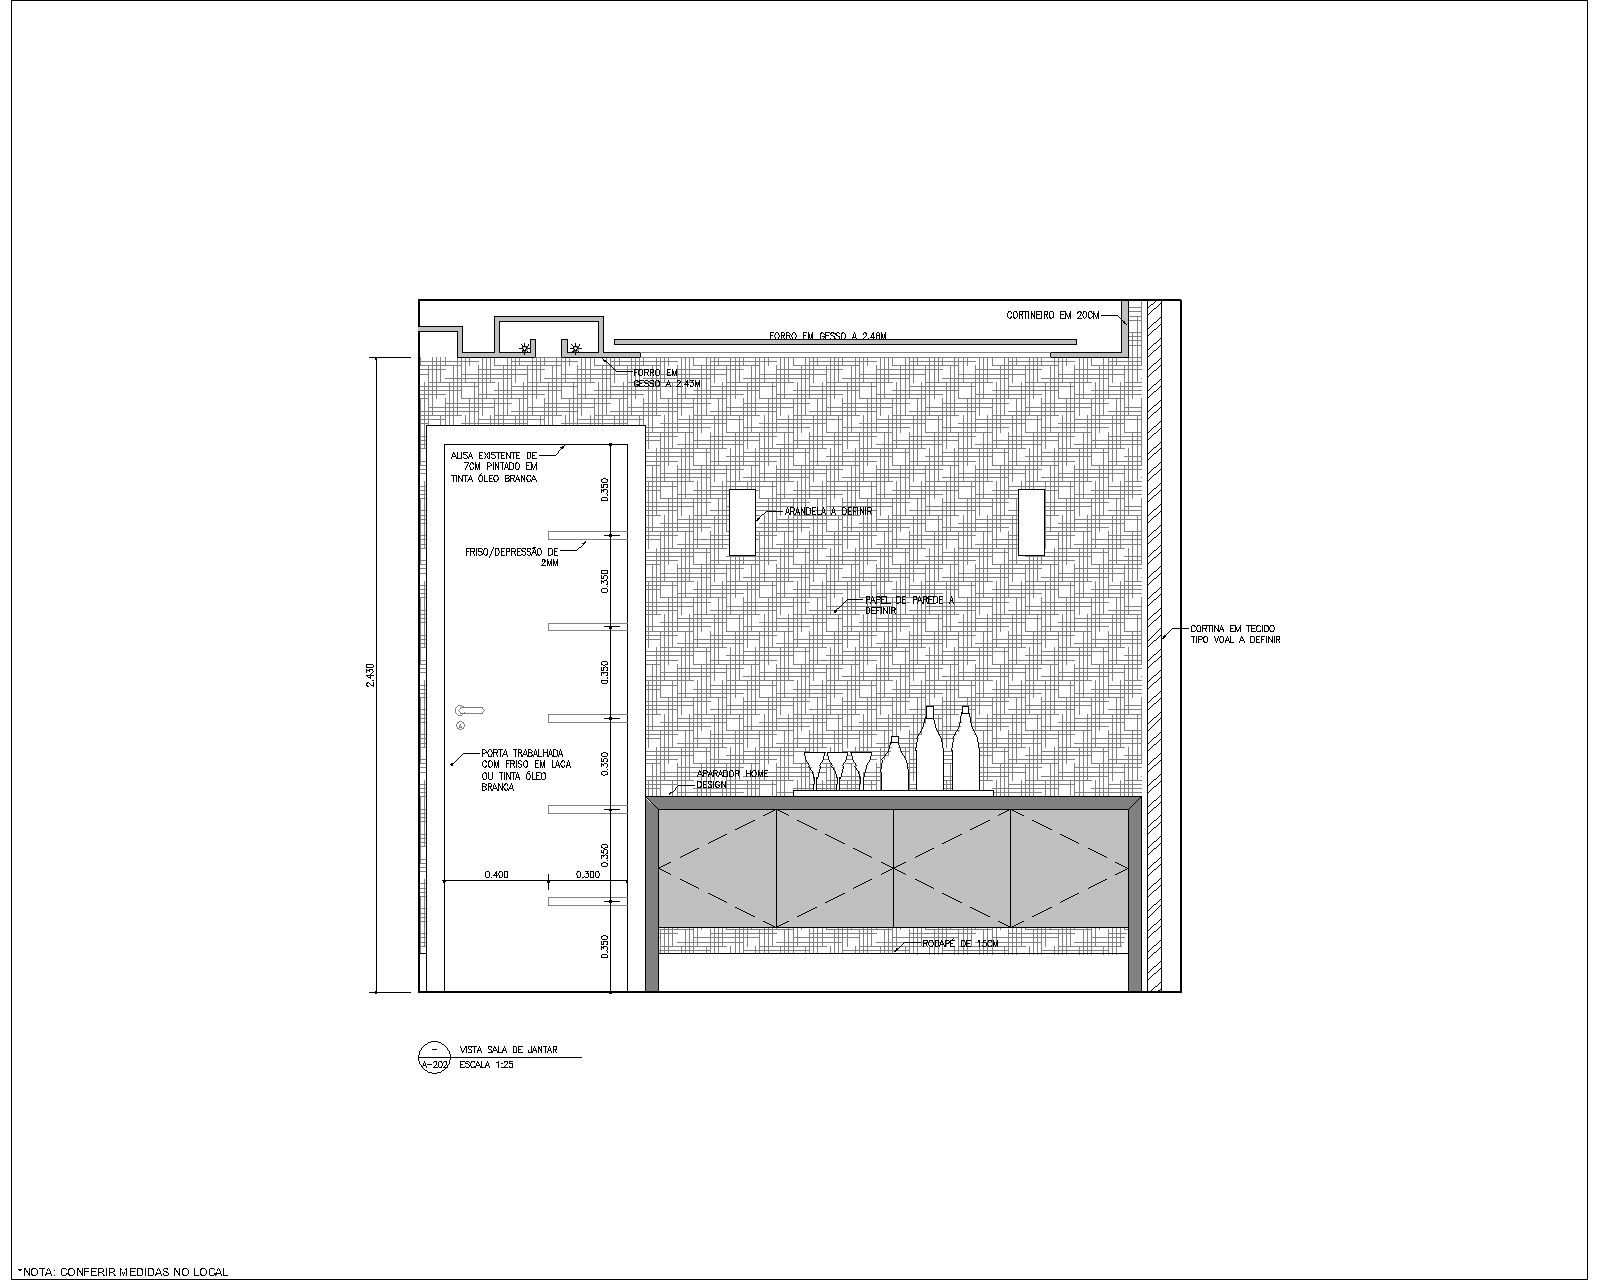 CORTINEIRO EM 20CM
FORRO EM GESSO A 2.48M
FORRO EM
GESSO A 2.43M
ALISA EXISTENTE DE
7CM PINTADO EM
TINTA ÓLEO BRANCA
0.350
ARANDELA A DEFINIR
FRISO/DEPRESSÃO DE
2MM
0.350
PAPEL DE PAREDE A
DEFINIR
CORTINA EM TECIDO
TIPO VOAL A DEFINIR
0.350
2.430
PORTA TRABALHADA
COM FRISO EM LACA
OU TINTA ÓLEO
BRANCA
0.350
APARADOR HOME
DESIGN
0.350
0.400
0.300
RODAPÉ DE 15CM
0.350
-
VISTA SALA DE JANTAR
A-202
ESCALA 1:25
*NOTA: CONFERIR MEDIDAS NO LOCAL